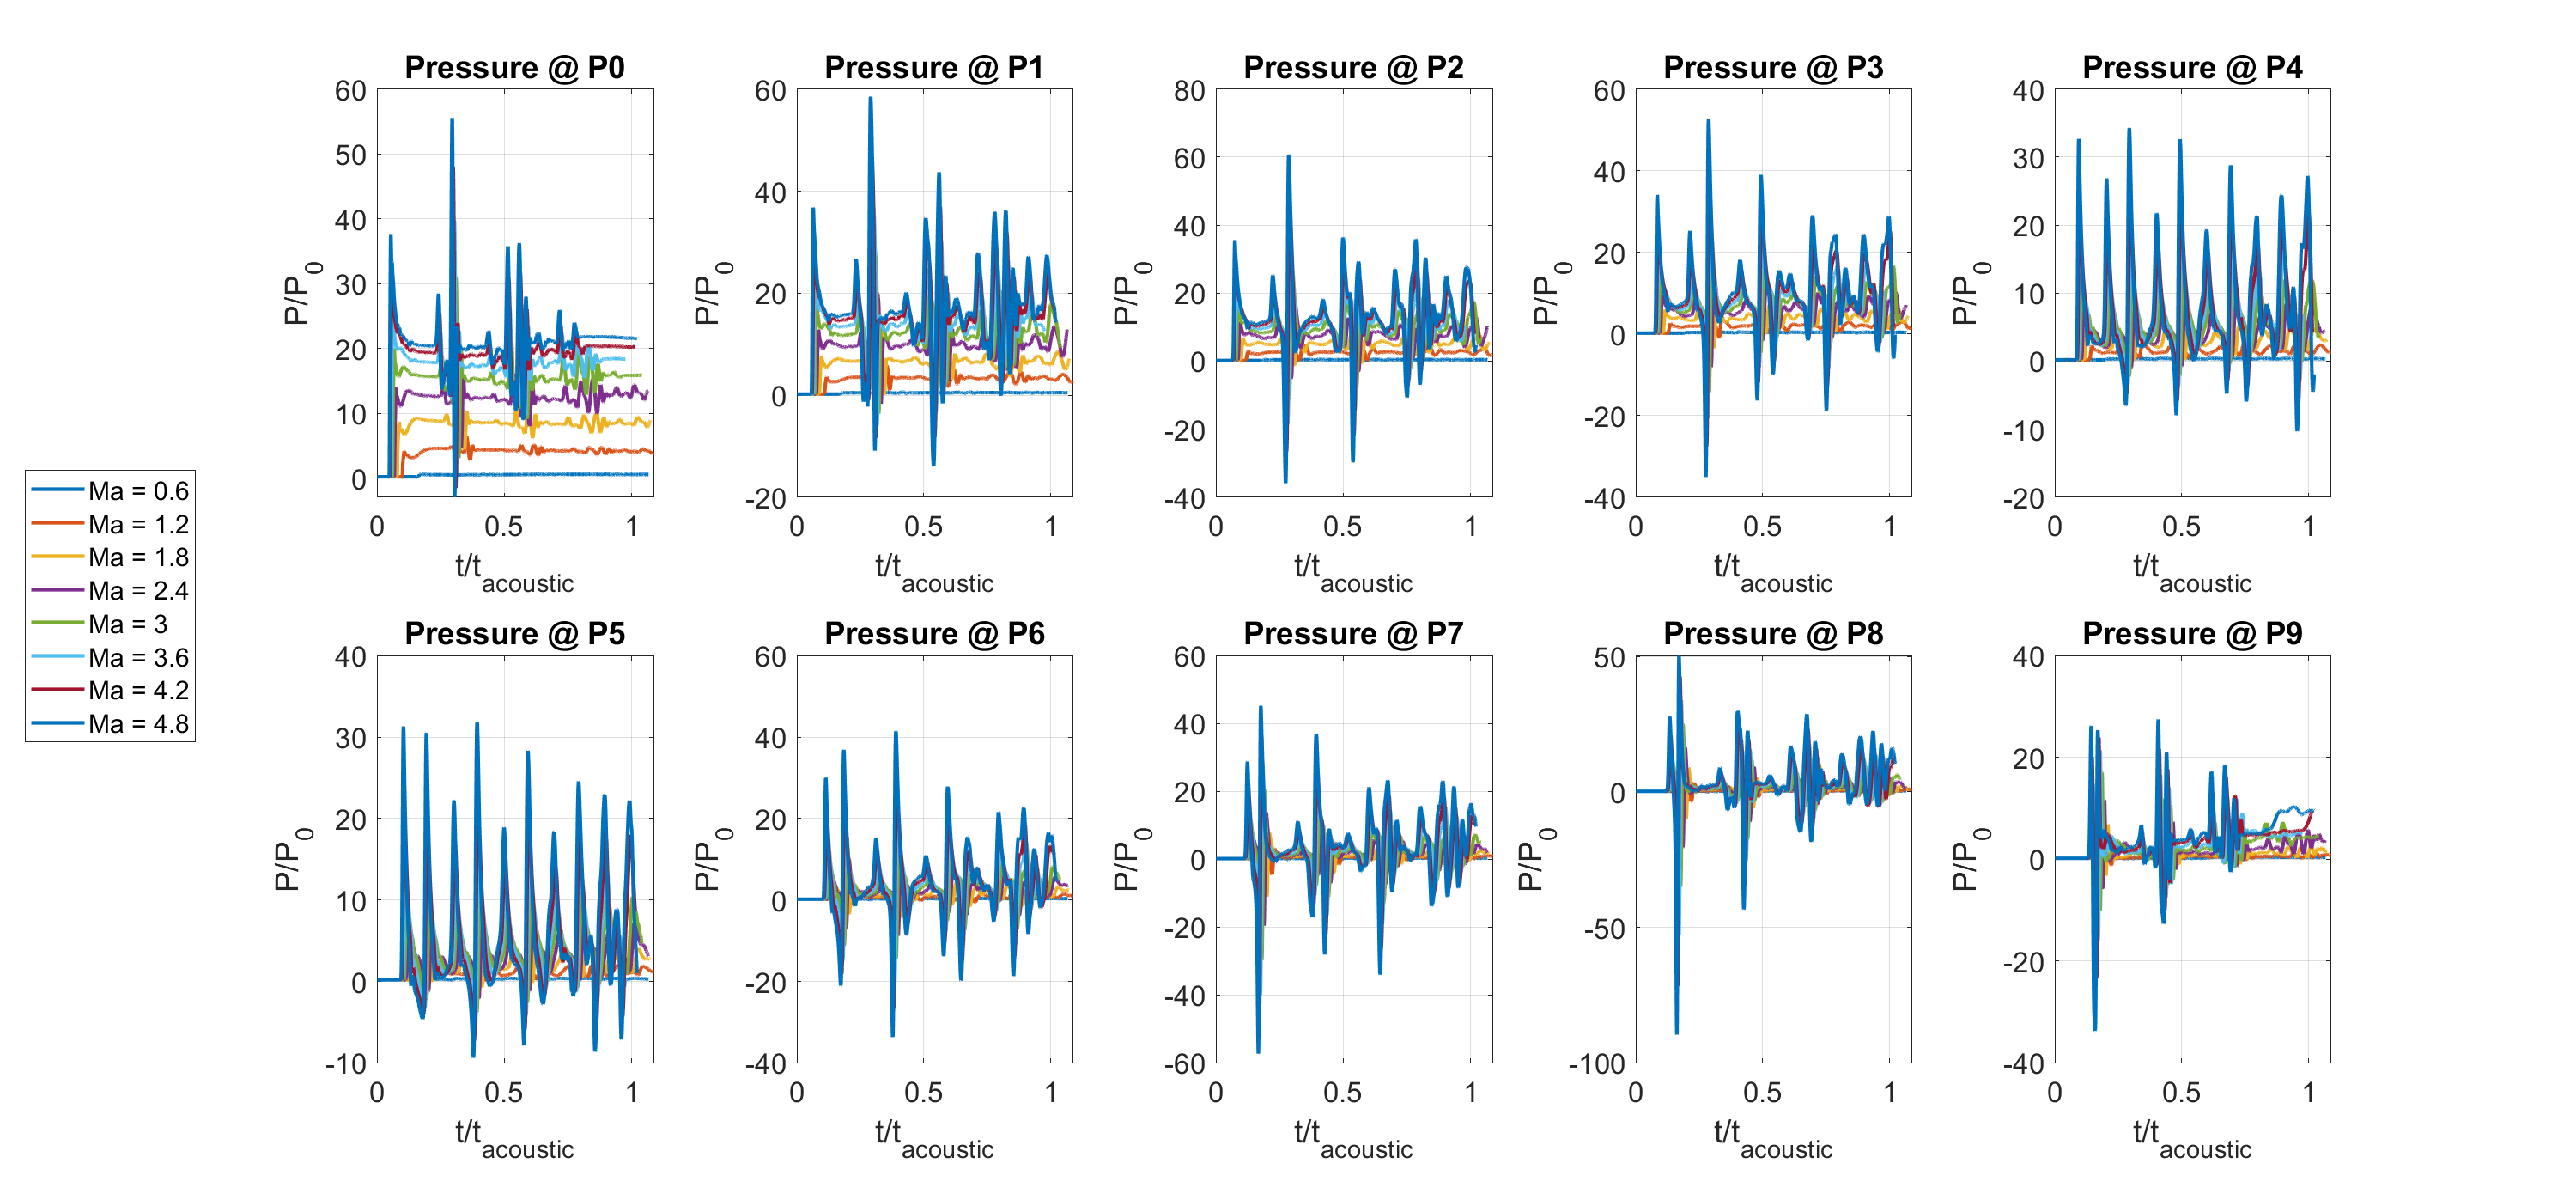 Pressure @ P0
60
50
40
30
20
10
0
P/P0
0 0.5 1
t/tacoustic
Pressure @ P1
60
40
20
0
-20
P/P0
0 0.5 1
t/tacoustic
Pressure @ P2
80
60
40
20
0
-20
-40
P/P0
0 0.5 1
t/tacoustic
Pressure @ P3
60
40
20
0
-20
-40
P/P0
0 0.5 1
t/tacoustic
Pressure @ P4
40
30
20
10
0
-10
-20
P/P0
0 0.5 1
t/tacoustic
Ma = 0.6
Ma = 1.2
Ma = 1.8
Ma = 2.4
Ma = 3
Ma = 3.6
Ma = 4.2
Ma = 4.8
Pressure @ P5
40
30
20
10
0
-10
P/P0
0 0.5 1
t/tacoustic
Pressure @ P6
60
40
20
0
-20
-40
P/P0
0 0.5 1
t/tacoustic
Pressure @ P7
60
40
20
0
-20
-40
-60
P/P0
0 0.5 1
t/tacoustic
Pressure @ P8
50
0
-50
-100
P/P0
0 0.5 1
t/tacoustic
Pressure @ P9
40
20
0
-20
-40
P/P0
0 0.5 1
t/tacoustic